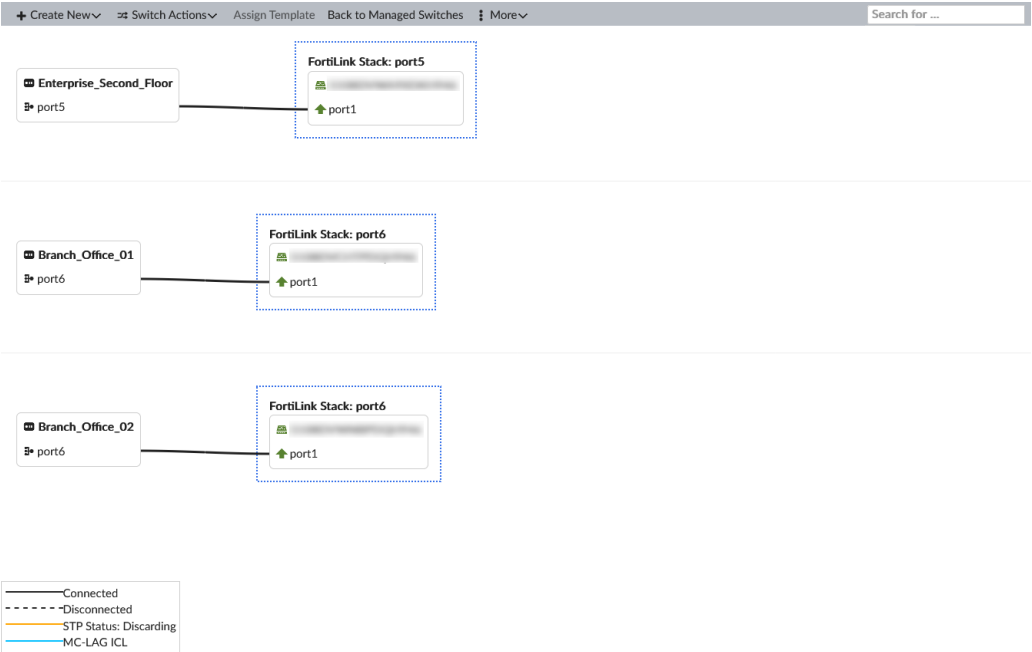 Create New Switch Actions Assign Template Back to Managed Switches More Search for ...
FortiLink Stack: port5
Enterprise_Second_Floor
port5
port1
FortiLink Stack: port6
Branch_Office_01
port6
port1
FortiLink Stack: port6
Branch_Office_02
port6
port1
Connected
Disconnected
STP Status: Discarding
MC-LAG ICL